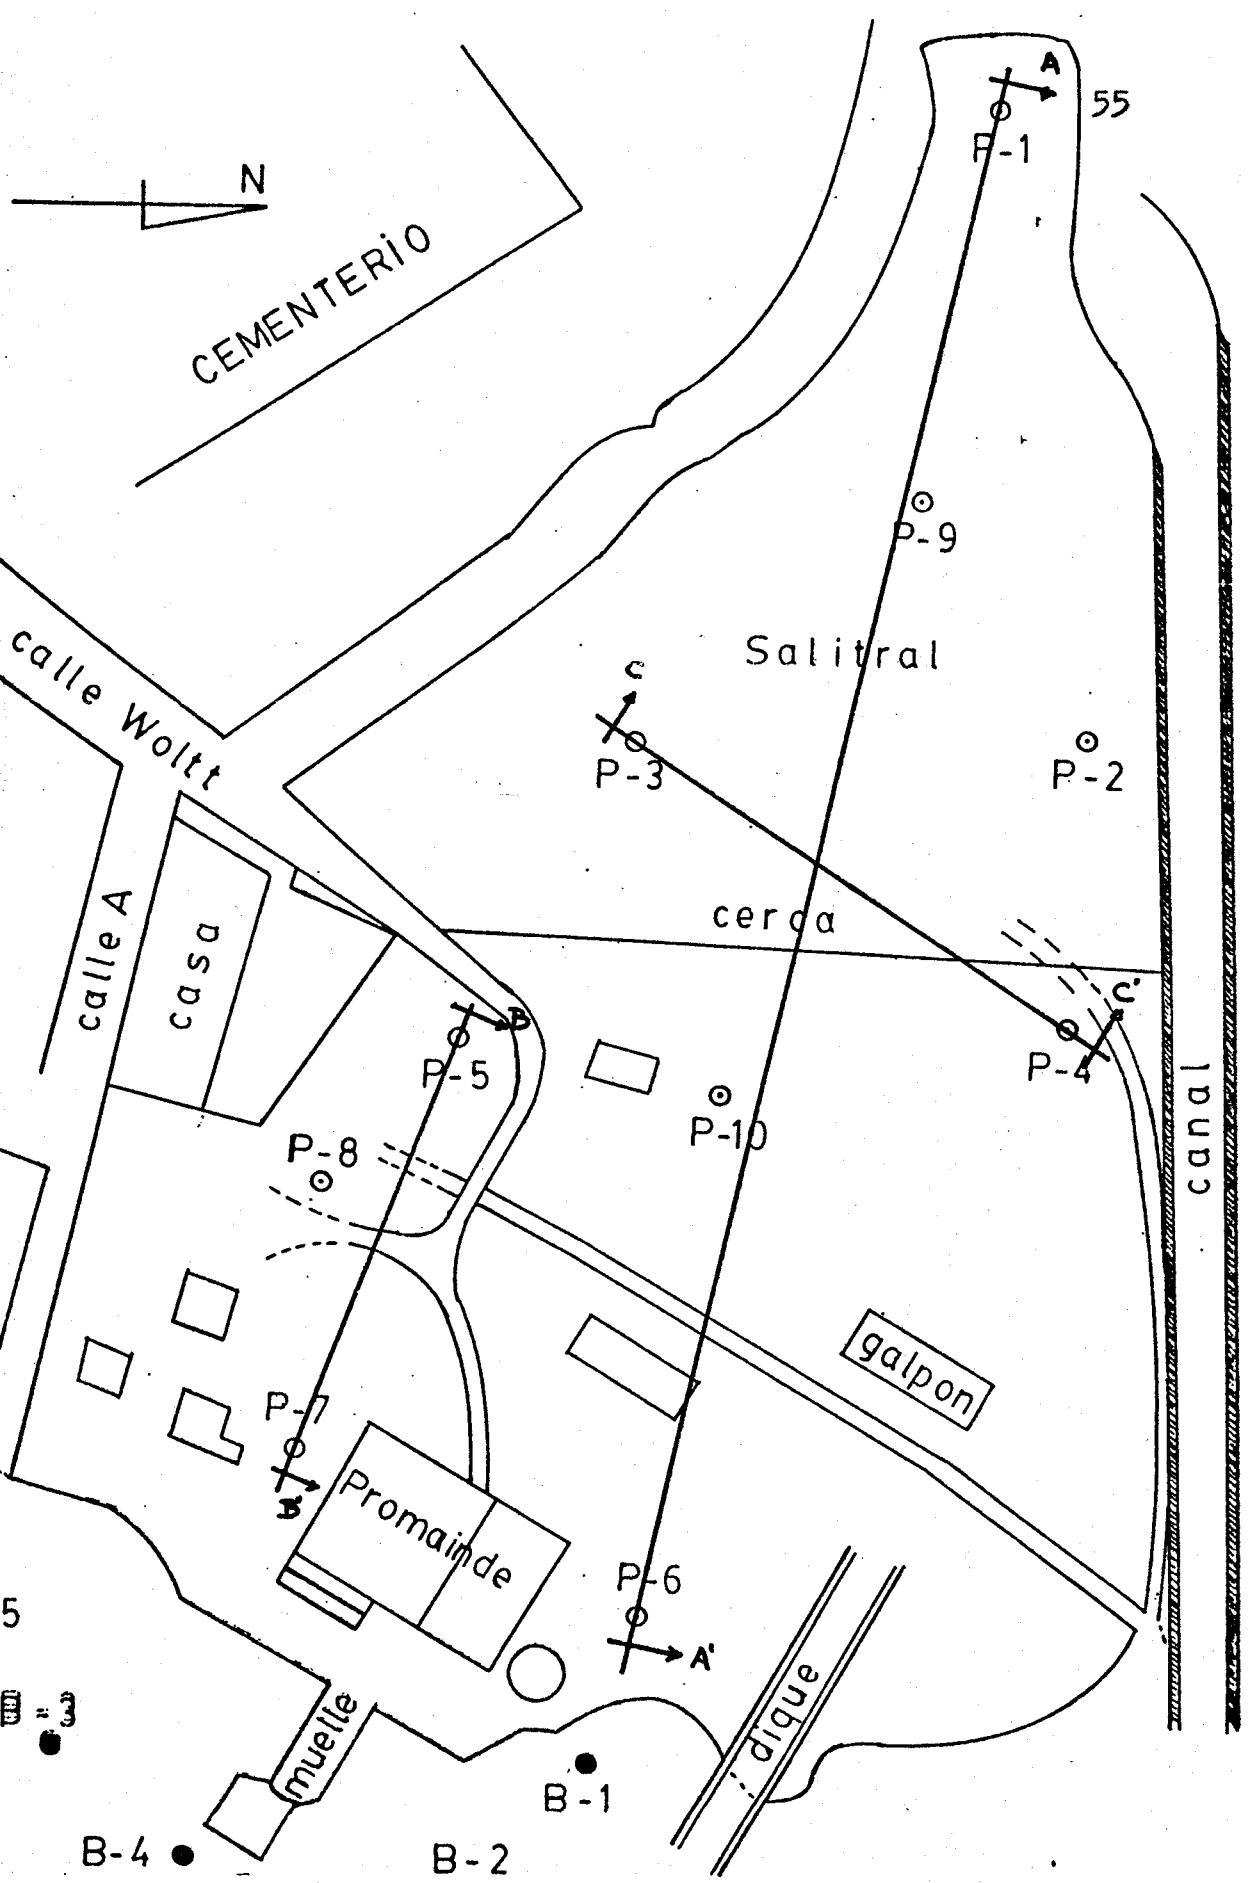 A
55
P-1
N
CEMENTERIO
P-9
calle Woltt
Salitral
C
P-3
P-2
calle A
casa
cerca
C'
B
P-5
P-4
P-10
canal
P-8
galpon
P-7
B'
Promainde
P-6
A'
5
B-3
muelle
dique
B-1
B-4
B-2